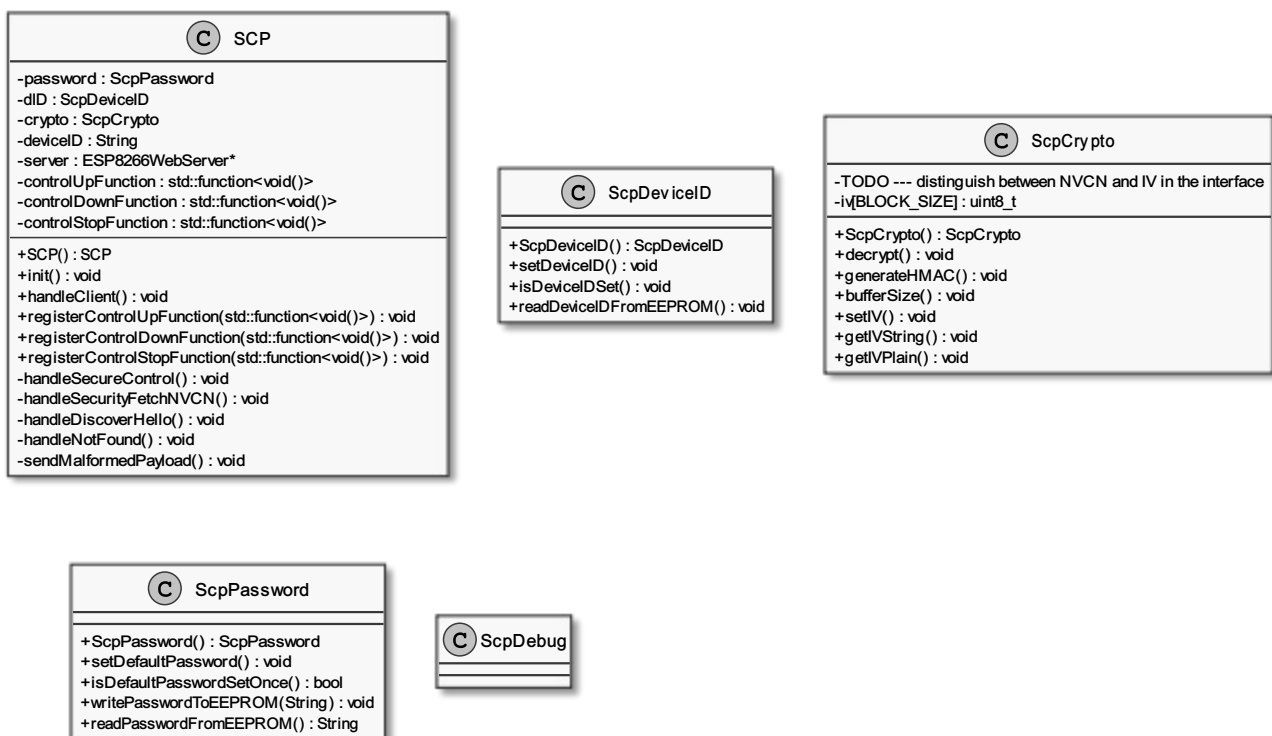 C SCP
-password : ScpPassword
-dID : ScpDeviceID
-crypto : ScpCrypto
-deviceID : String
-server : ESP8266WebServer*
-controlUpFunction : std::function<void()>
-controlDownFunction : std::function<void()>
-controlStopFunction : std::function<void()>
+SCP() : SCP
+init() : void
+handleClient() : void
+registerControlUpFunction(std::function<void()>) : void
+registerControlDownFunction(std::function<void()>) : void
+registerControlStopFunction(std::function<void()>) : void
-handleSecureControl() : void
-handleSecurityFetchNVCN() : void
-handleDiscoverHello() : void
-handleNotFound() : void
-sendMalformedPayload() : void
C ScpDeviceID
+ScpDeviceID() : ScpDeviceID
+setDeviceID() : void
+isDeviceIDSet() : void
+readDeviceIDFromEEPROM() : void
C ScpCrypto
-TODO --- distinguish between NVCN and IV in the interface
-iv[BLOCK_SIZE] : uint8_t
+ScpCrypto() : ScpCrypto
+decrypt() : void
+generateHMAC() : void
+bufferSize() : void
+setIV() : void
+getIVString() : void
+getIVPlain() : void
C ScpPassword
+ScpPassword() : ScpPassword
+setDefaultPassword() : void
+isDefaultPasswordSetOnce() : bool
+writePasswordToEEPROM(String) : void
+readPasswordFromEEPROM() : String
C ScpDebug